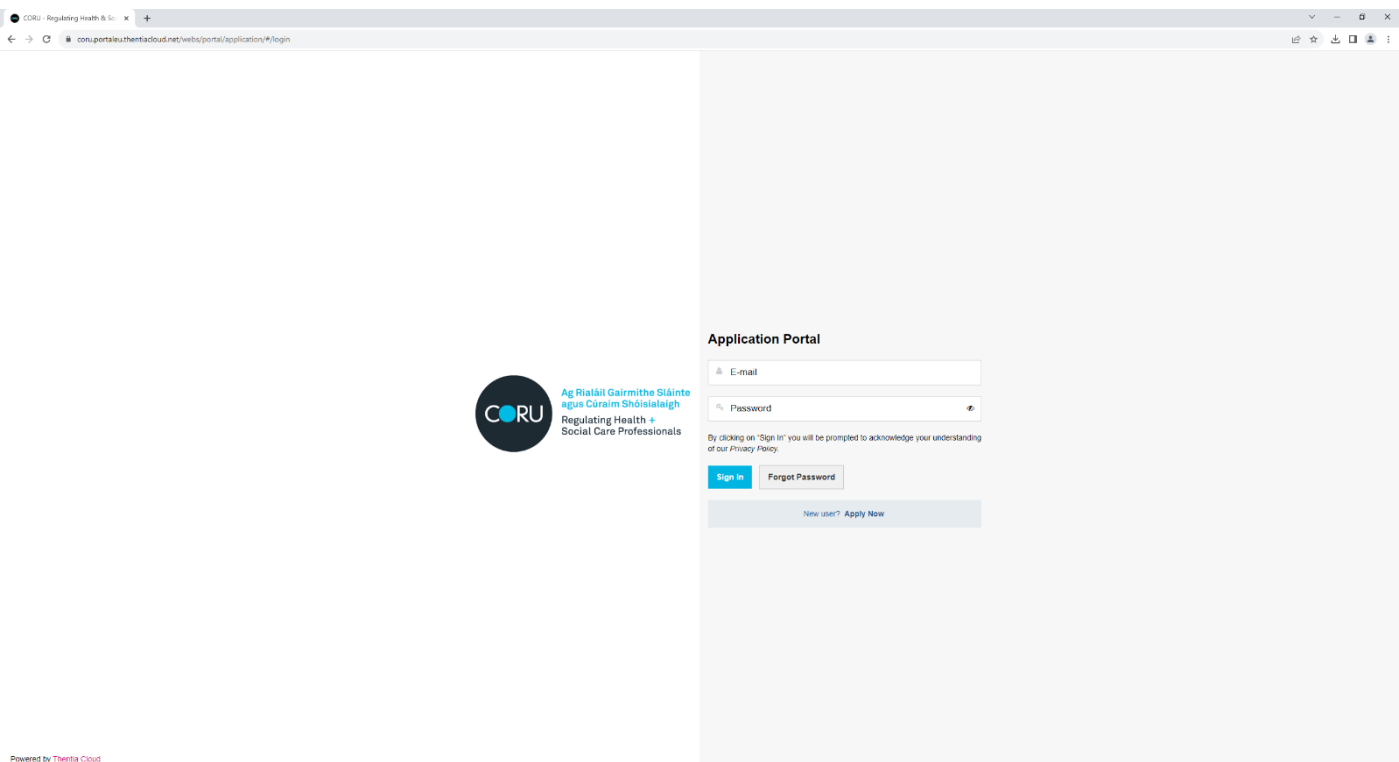 CORU - Regulating Health & So
coru.portaleu.thentiacloud.net/webs/portal/application/#/login
CORU
Ag Rialáil Gairmithe Sláinte
agus Cúraim Shóisialaigh
Regulating Health +
Social Care Professionals
Application Portal
E-mail
Password
By clicking on "Sign In" you will be prompted to acknowledge your understanding
of our Privacy Policy.
Sign In
Forgot Password
New user? Apply Now
Powered by Thentia Cloud